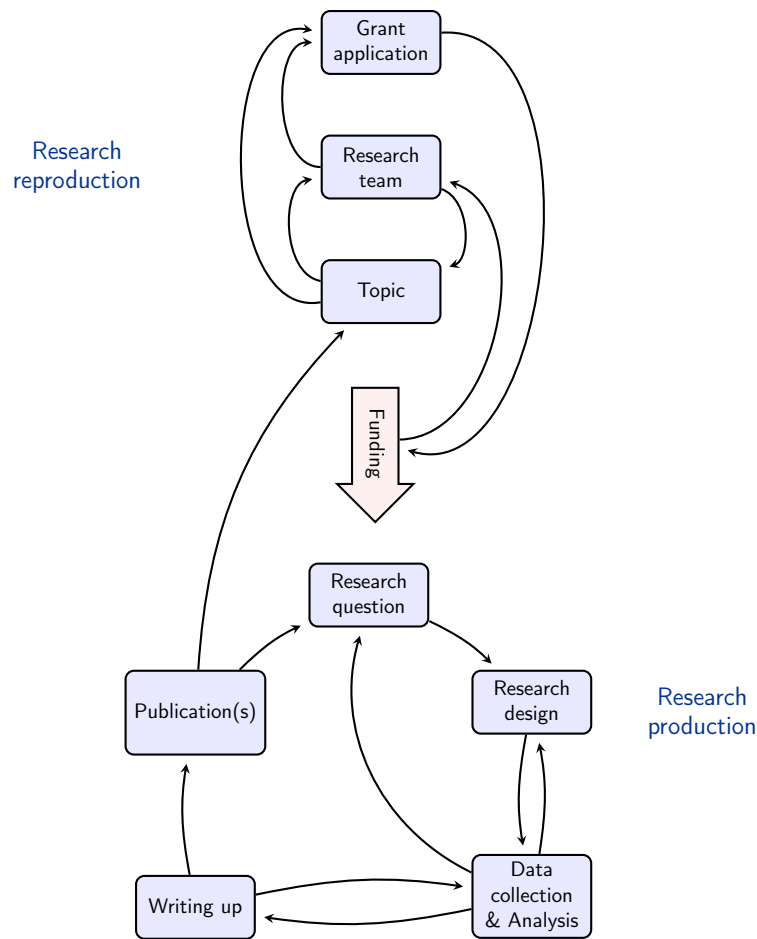 Grant
application
Research
reproduction
Research
team
Topic
Funding
Research
question
Publication(s)
Research
design
Research
production
Writing up
Data
collection
& Analysis